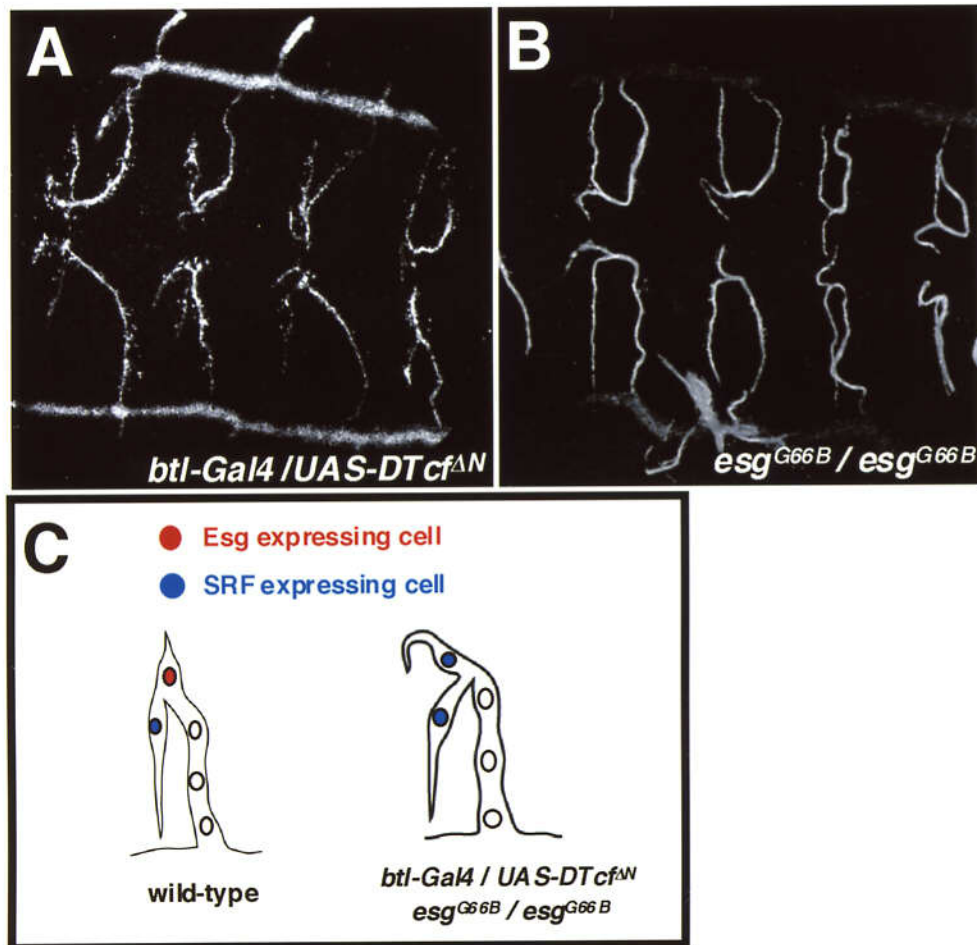 A
B
btl-Gal4 /UAS-DTcfΔN
esgG66B / esgG66B
C
Esg expressing cell
SRF expressing cell
wild-type
btl-Gal4 / UAS-DTcfΔN
esgG66B / esgG66B